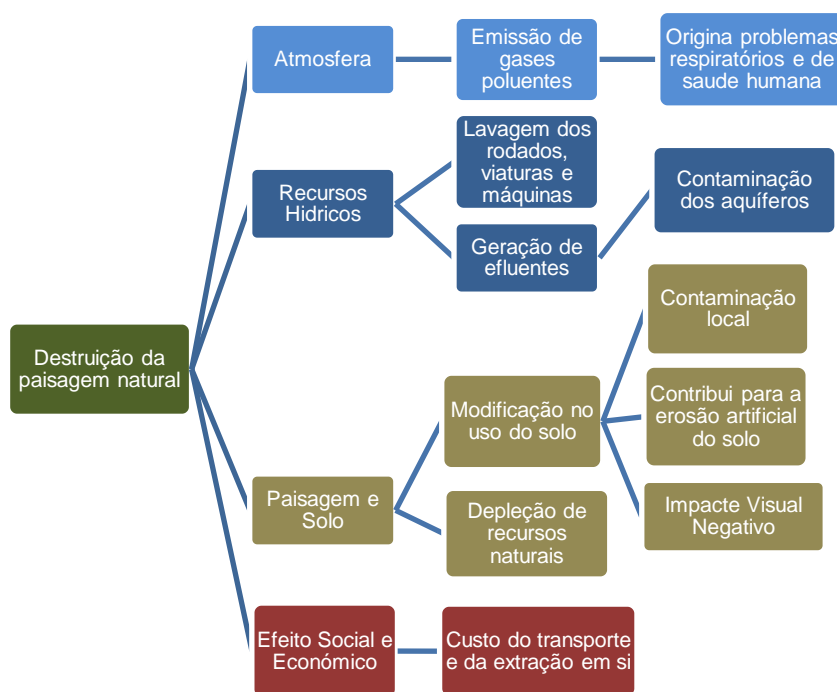 Atmosfera
Emissão de
gases
poluentes
Origina problemas
respiratórios e de
saude humana
Recursos
Hidricos
Lavagem dos
rodados,
viaturas e
máquinas
Geração de
efluentes
Contaminação
dos aquíferos
Destruição da
paisagem natural
Paisagem e
Solo
Modificação no
uso do solo
Contaminação
local
Contribui para a
erosão artificial
do solo
Impacte Visual
Negativo
Depleção de
recursos
naturais
Efeito Social e
Económico
Custo do transporte
e da extração em si